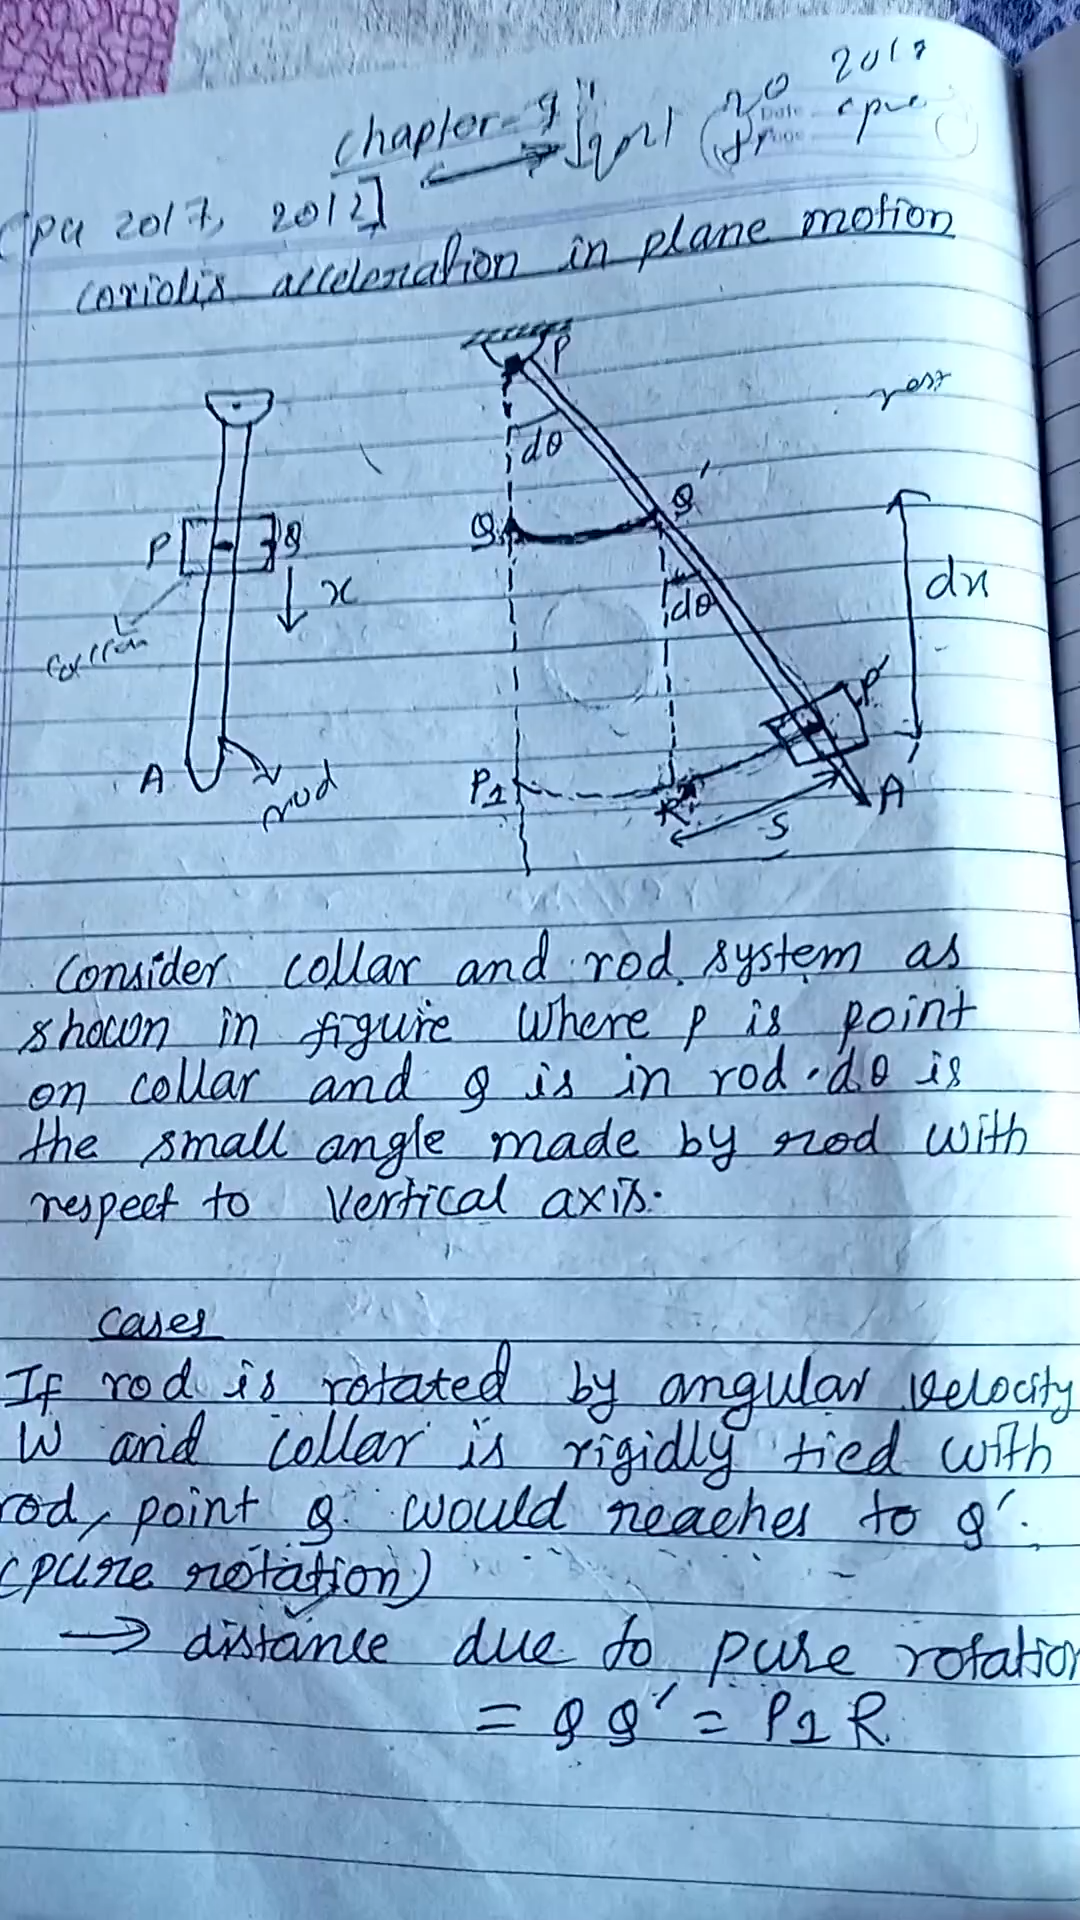 chapter-9
2017
(PU 2017, 2012]
coriolis acceleration in plane motion
P
dθ
Q
Q'
P
Q
x
dθ
dx
P'
A
rod
P1
R
S
A'
Consider collar and rod system as
shown in figure where p is point
on collar and Q is in rod. dθ is
the small angle made by rod with
respect to vertical axis.
Cases
If rod is rotated by angular velocity
W and collar is rigidly tied with
rod, point Q would reaches to Q'.
(pure rotation)
→ distance due to pure rotation
= QQ' = P1R